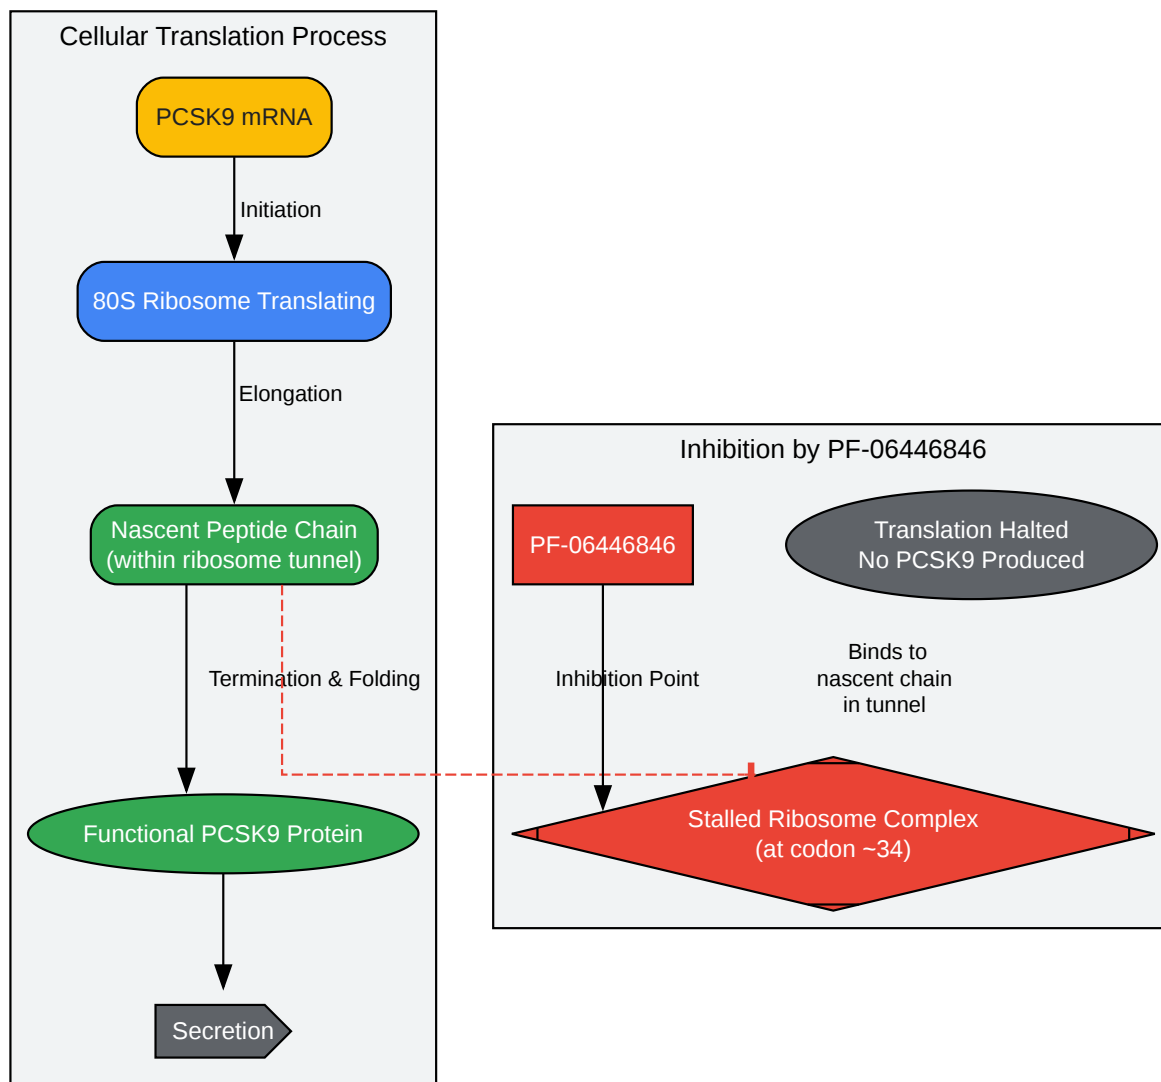 Cellular Translation Process
PCSK9 mRNA
Initiation
80S Ribosome Translating
Elongation
Nascent Peptide Chain
(within ribosome tunnel)
Termination & Folding
Functional PCSK9 Protein
Secretion
Inhibition by PF-06446846
PF-06446846
Translation Halted
No PCSK9 Produced
Inhibition Point
Binds to
nascent chain
in tunnel
Stalled Ribosome Complex
(at codon ~34)